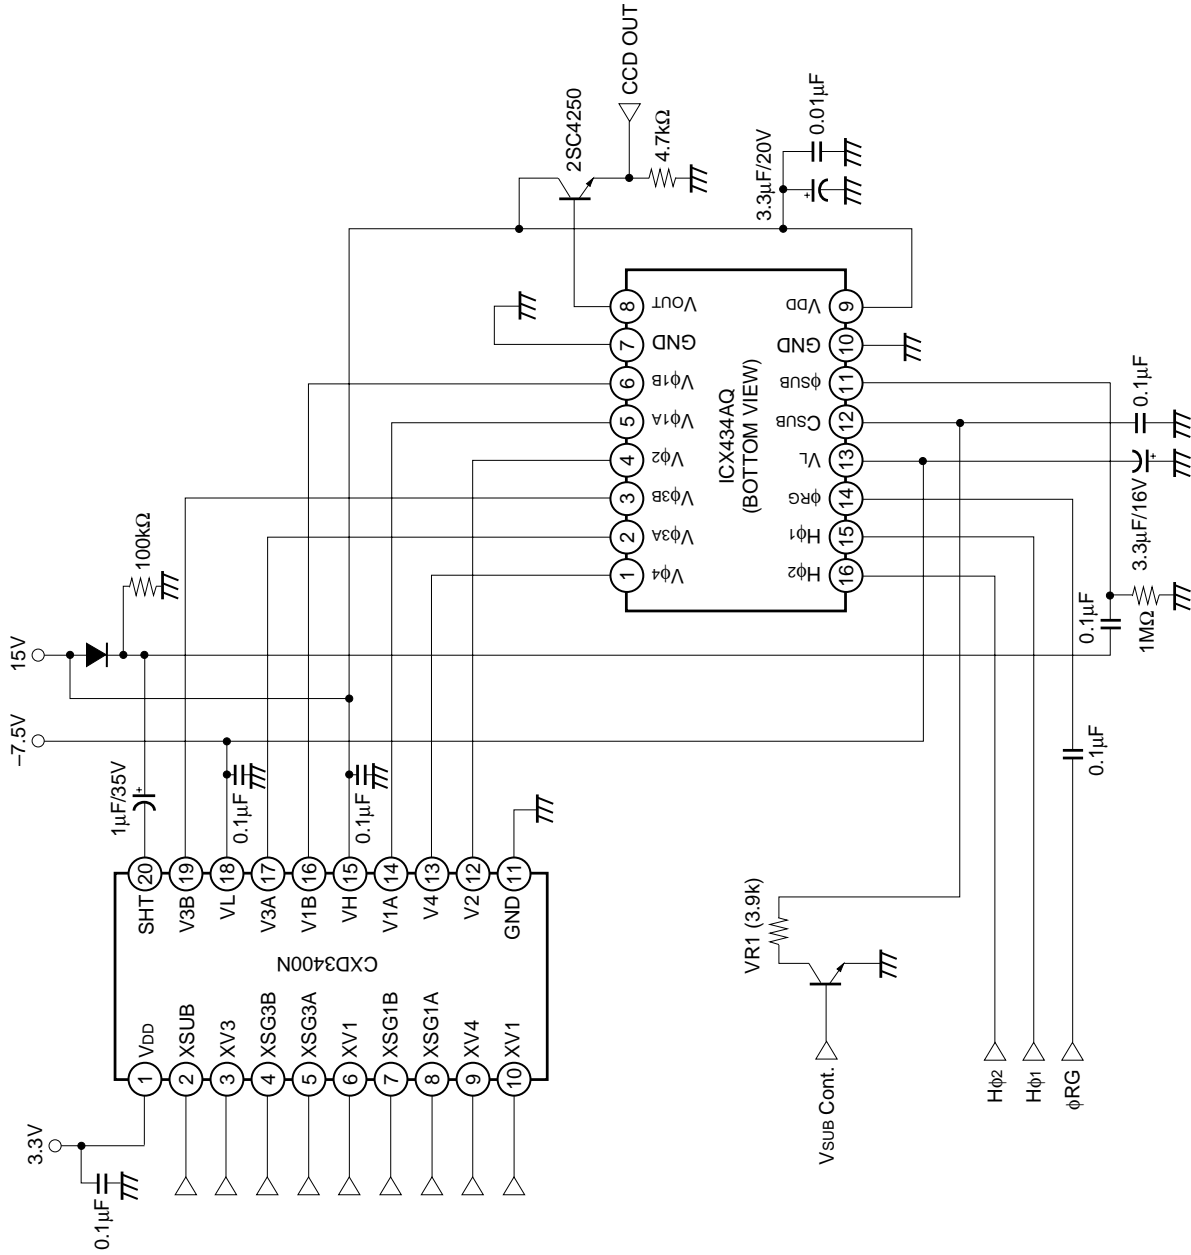 15V
–7.5V
3.3V
0.1µF
100kΩ
1µF/35V
0.1µF
0.1µF
CXD3400N
1 VDD
2 XSUB
3 XV3
4 XSG3B
5 XSG3A
6 XV1
7 XSG1B
8 XSG1A
9 XV4
10 XV1
20 SHT
19 V3B
18 VL
17 V3A
16 V1B
15 VH
14 V1A
13 V4
12 V2
11 GND
ICX434AQ
(BOTTOM VIEW)
1 Vϕ4
2 Vϕ3A
3 Vϕ3B
4 Vϕ2
5 Vϕ1A
6 Vϕ1B
7 GND
8 VOUT
16 Hϕ2
15 Hϕ1
14 ϕRG
13 VL
12 CSUB
11 ϕSUB
10 GND
9 VDD
2SC4250
CCD OUT
4.7kΩ
3.3µF/20V
0.01µF
0.1µF
3.3µF/16V
0.1µF
1MΩ
0.1µF
VR1 (3.9k)
VSUB Cont.
Hϕ2
Hϕ1
ϕRG